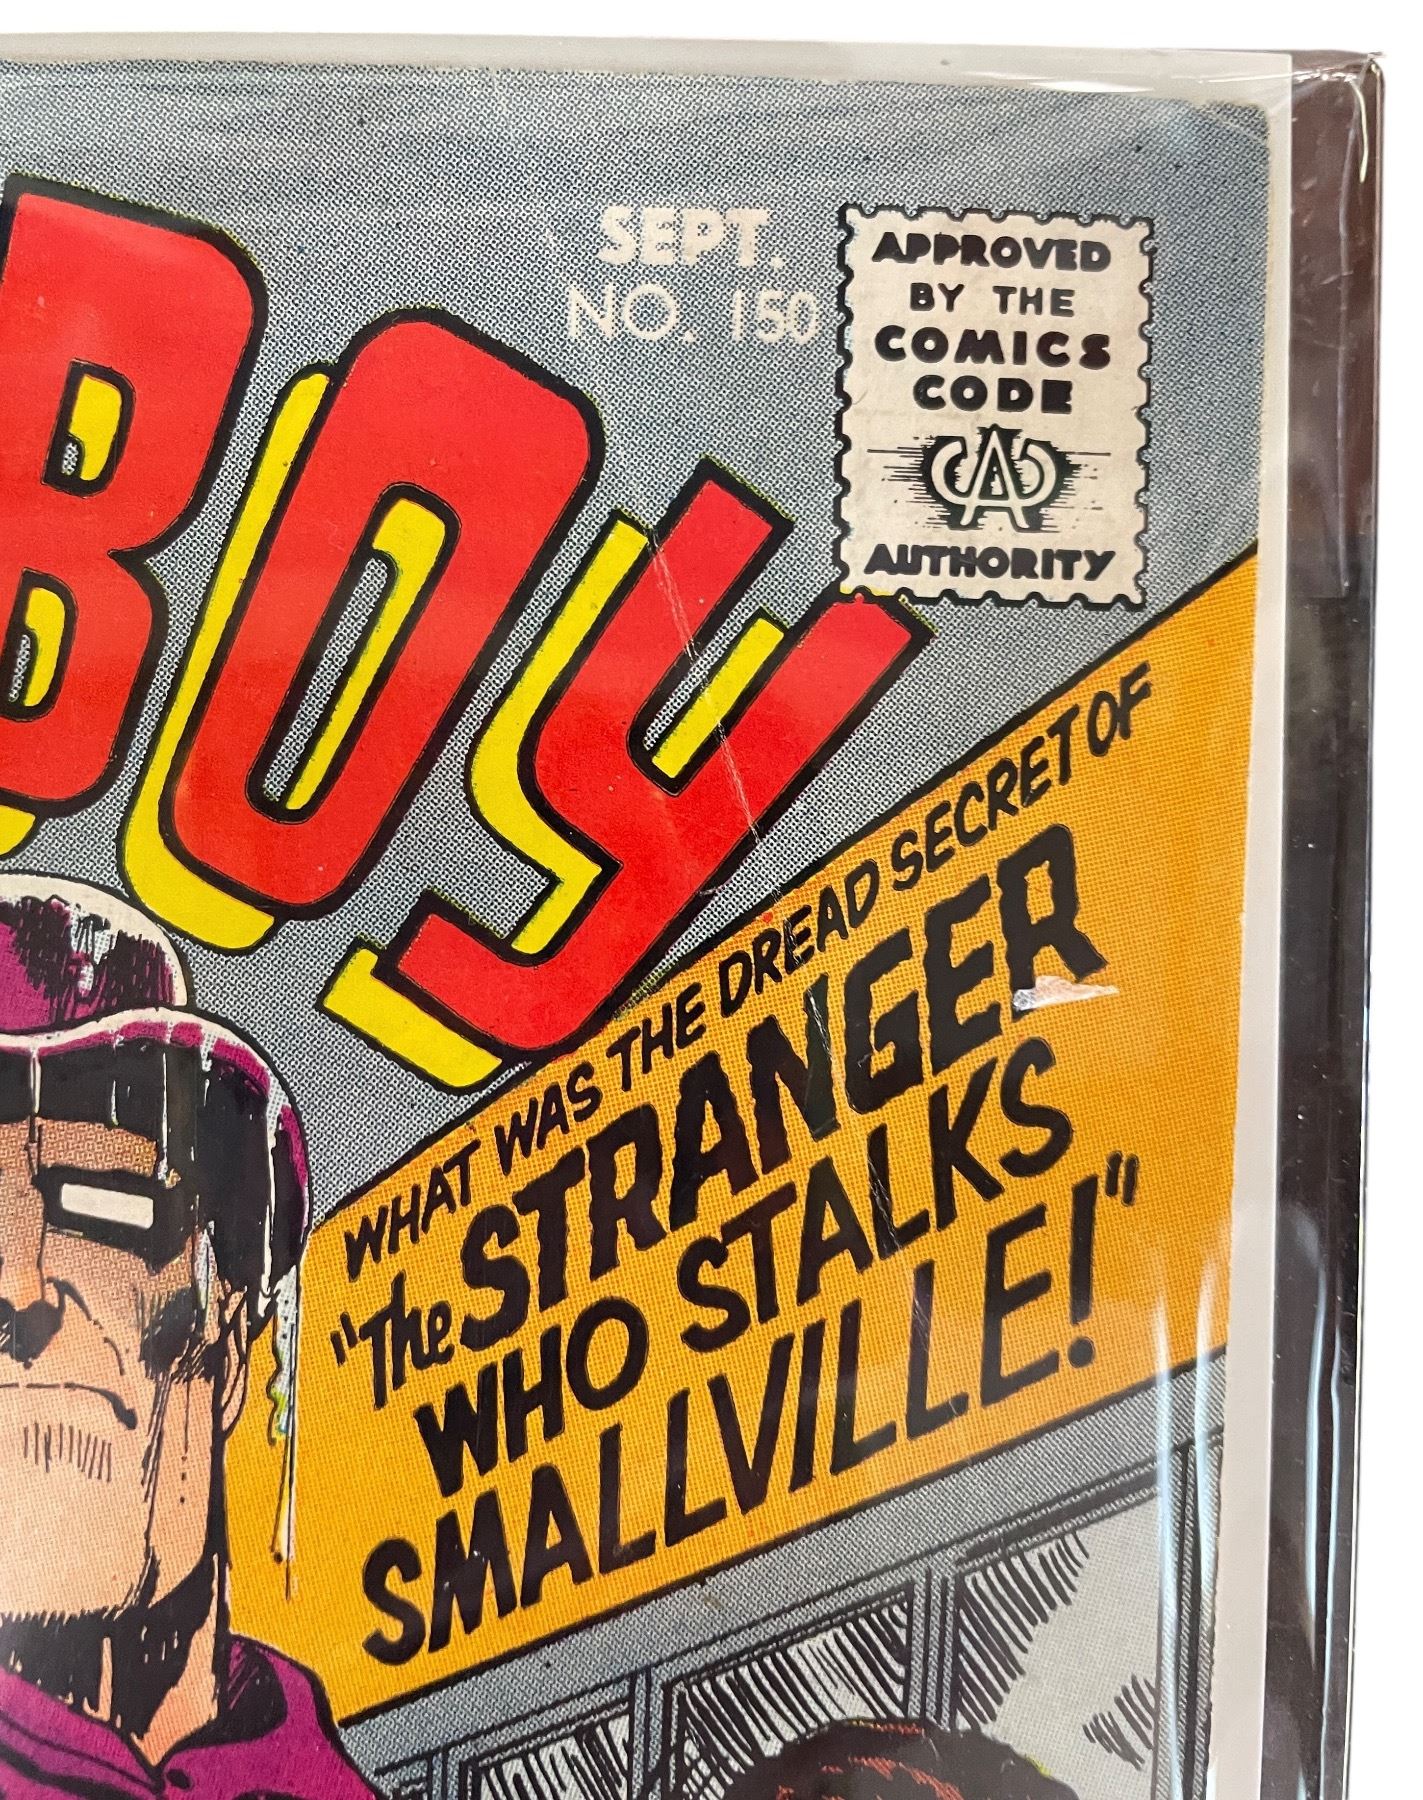 BOY
SEPT.
NO. 150
APPROVED
BY THE
COMICS
CODE
AUTHORITY
WHAT WAS THE DREAD SECRET OF
"The STRANGER
WHO STALKS
SMALLVILLE!"